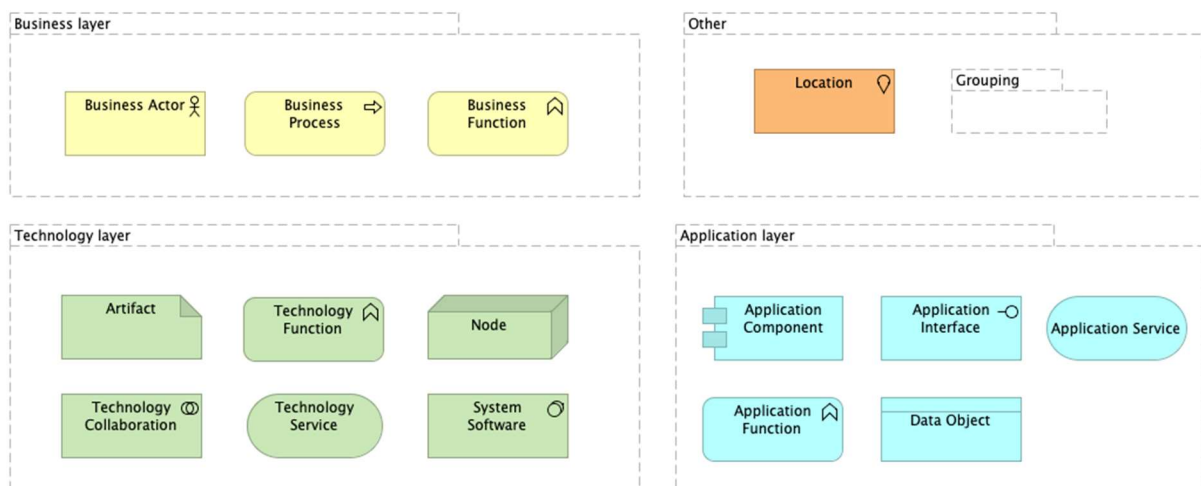 Business layer
Business Actor
Business
Process
Business
Function
Other
Location
Grouping
Technology layer
Artifact
Technology
Function
Node
Technology
Collaboration
Technology
Service
System
Software
Application layer
Application
Component
Application
Interface
Application Service
Application
Function
Data Object